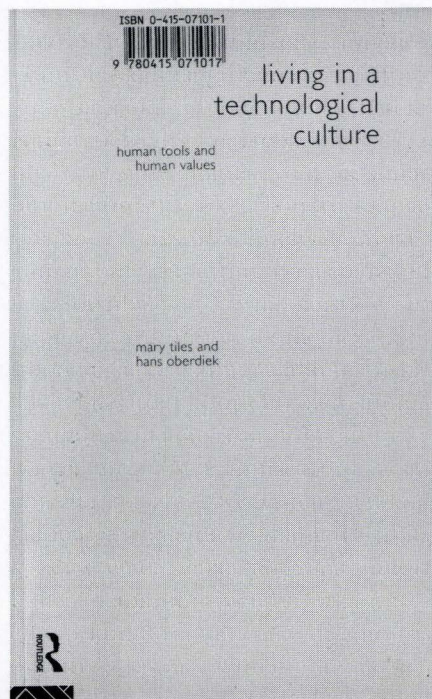 ISBN 0-415-07101-1
9 780415 071017
living in a
technological
culture
human tools and
human values
mary tiles and
hans oberdiek
ROUTLEDGE